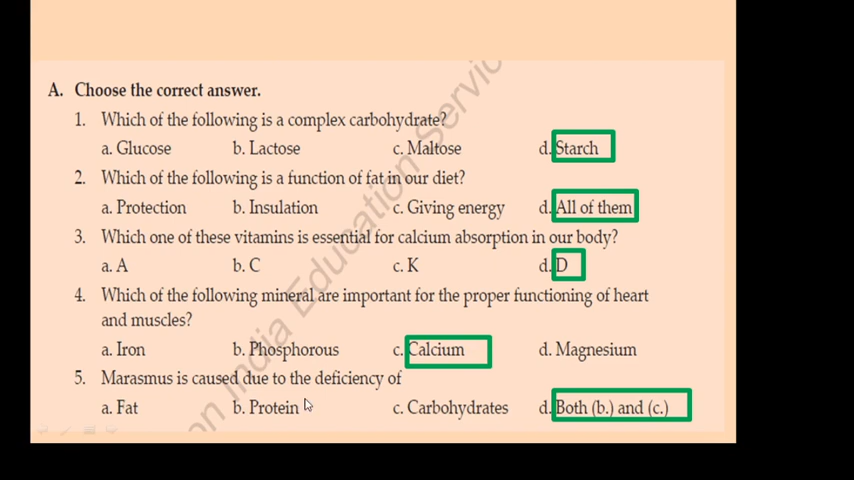 A. Choose the correct answer.
1. Which of the following is a complex carbohydrate?
a. Glucose b. Lactose c. Maltose d. Starch
2. Which of the following is a function of fat in our diet?
a. Protection b. Insulation c. Giving energy d. All of them
3. Which one of these vitamins is essential for calcium absorption in our body?
a. A b. C c. K d. D
4. Which of the following mineral are important for the proper functioning of heart
and muscles?
a. Iron b. Phosphorous c. Calcium d. Magnesium
5. Marasmus is caused due to the deficiency of
a. Fat b. Protein c. Carbohydrates d. Both (b.) and (c.)
on India Education Servic